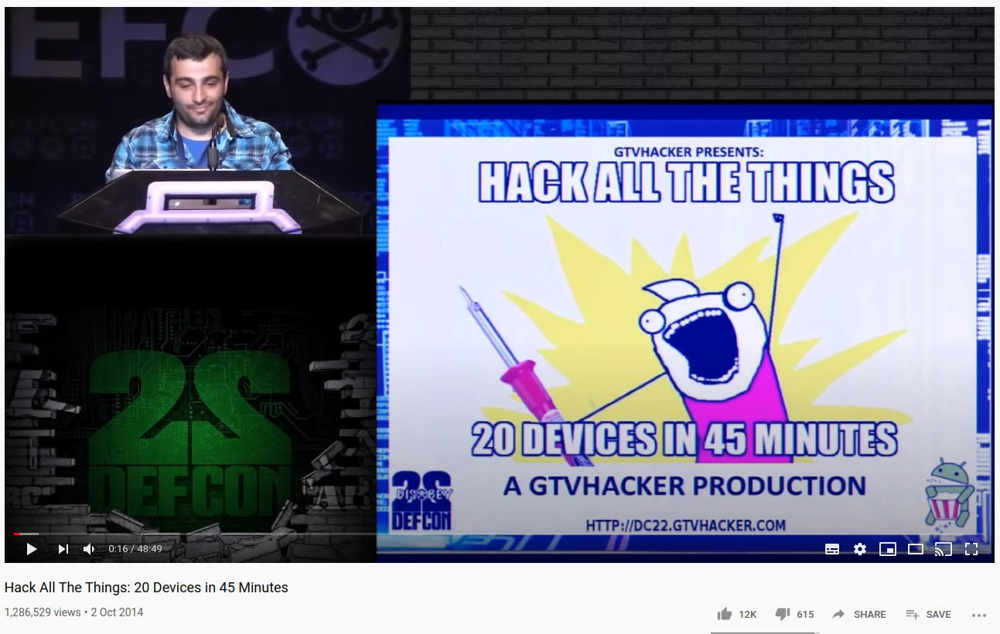 EFC
GTVHACKER PRESENTS:
HACK ALL THE THINGS
20 DEVICES IN 45 MINUTES
A GTVHACKER PRODUCTION
HTTP://DC22.GTVHACKER.COM
22
DISOBEY
DEFCON
22
DEFCON
0:16 / 48:49
Hack All The Things: 20 Devices in 45 Minutes
1,286,529 views • 2 Oct 2014
12K
615
SHARE
SAVE